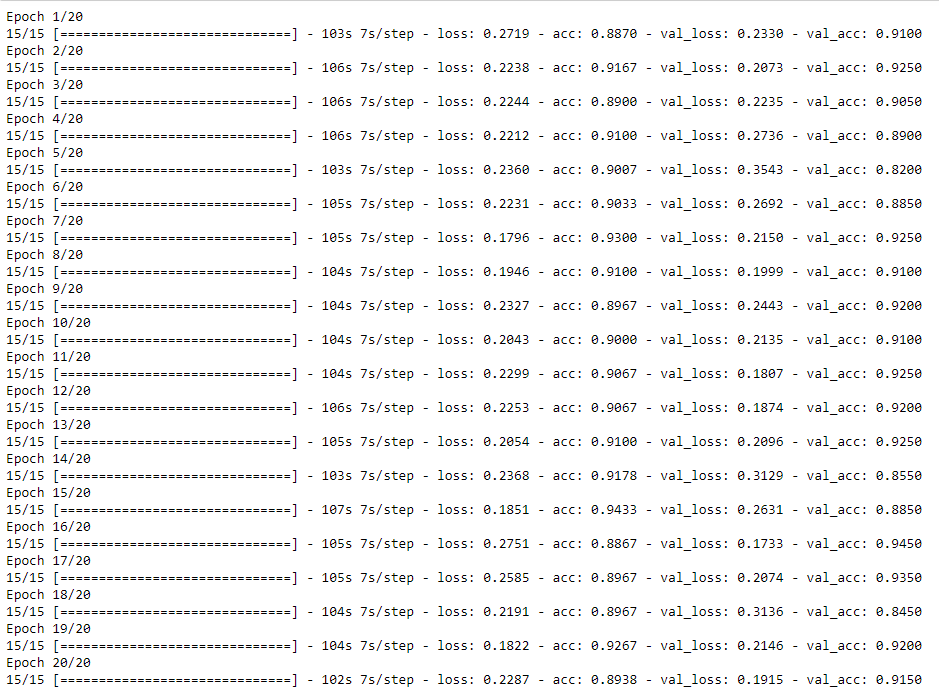 Epoch 1/20
15/15 [==============================] - 103s 7s/step - loss: 0.2719 - acc: 0.8870 - val_loss: 0.2330 - val_acc: 0.9100
Epoch 2/20
15/15 [==============================] - 106s 7s/step - loss: 0.2238 - acc: 0.9167 - val_loss: 0.2073 - val_acc: 0.9250
Epoch 3/20
15/15 [==============================] - 106s 7s/step - loss: 0.2244 - acc: 0.8900 - val_loss: 0.2235 - val_acc: 0.9050
Epoch 4/20
15/15 [==============================] - 106s 7s/step - loss: 0.2212 - acc: 0.9100 - val_loss: 0.2736 - val_acc: 0.8900
Epoch 5/20
15/15 [==============================] - 103s 7s/step - loss: 0.2360 - acc: 0.9007 - val_loss: 0.3543 - val_acc: 0.8200
Epoch 6/20
15/15 [==============================] - 105s 7s/step - loss: 0.2231 - acc: 0.9033 - val_loss: 0.2692 - val_acc: 0.8850
Epoch 7/20
15/15 [==============================] - 105s 7s/step - loss: 0.1796 - acc: 0.9300 - val_loss: 0.2150 - val_acc: 0.9250
Epoch 8/20
15/15 [==============================] - 104s 7s/step - loss: 0.1946 - acc: 0.9100 - val_loss: 0.1999 - val_acc: 0.9100
Epoch 9/20
15/15 [==============================] - 104s 7s/step - loss: 0.2327 - acc: 0.8967 - val_loss: 0.2443 - val_acc: 0.9200
Epoch 10/20
15/15 [==============================] - 104s 7s/step - loss: 0.2043 - acc: 0.9000 - val_loss: 0.2135 - val_acc: 0.9100
Epoch 11/20
15/15 [==============================] - 104s 7s/step - loss: 0.2299 - acc: 0.9067 - val_loss: 0.1807 - val_acc: 0.9250
Epoch 12/20
15/15 [==============================] - 106s 7s/step - loss: 0.2253 - acc: 0.9067 - val_loss: 0.1874 - val_acc: 0.9200
Epoch 13/20
15/15 [==============================] - 105s 7s/step - loss: 0.2054 - acc: 0.9100 - val_loss: 0.2096 - val_acc: 0.9250
Epoch 14/20
15/15 [==============================] - 103s 7s/step - loss: 0.2368 - acc: 0.9178 - val_loss: 0.3129 - val_acc: 0.8550
Epoch 15/20
15/15 [==============================] - 107s 7s/step - loss: 0.1851 - acc: 0.9433 - val_loss: 0.2631 - val_acc: 0.8850
Epoch 16/20
15/15 [==============================] - 105s 7s/step - loss: 0.2751 - acc: 0.8867 - val_loss: 0.1733 - val_acc: 0.9450
Epoch 17/20
15/15 [==============================] - 105s 7s/step - loss: 0.2585 - acc: 0.8967 - val_loss: 0.2074 - val_acc: 0.9350
Epoch 18/20
15/15 [==============================] - 104s 7s/step - loss: 0.2191 - acc: 0.8967 - val_loss: 0.3136 - val_acc: 0.8450
Epoch 19/20
15/15 [==============================] - 104s 7s/step - loss: 0.1822 - acc: 0.9267 - val_loss: 0.2146 - val_acc: 0.9200
Epoch 20/20
15/15 [==============================] - 102s 7s/step - loss: 0.2287 - acc: 0.8938 - val_loss: 0.1915 - val_acc: 0.9150